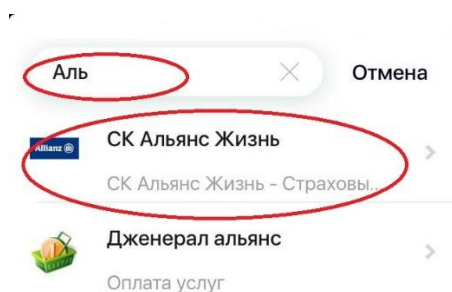 Аль
Отмена
Allianz
СК Альянс Жизнь
СК Альянс Жизнь - Страховы...
Дженерал альянс
Оплата услуг